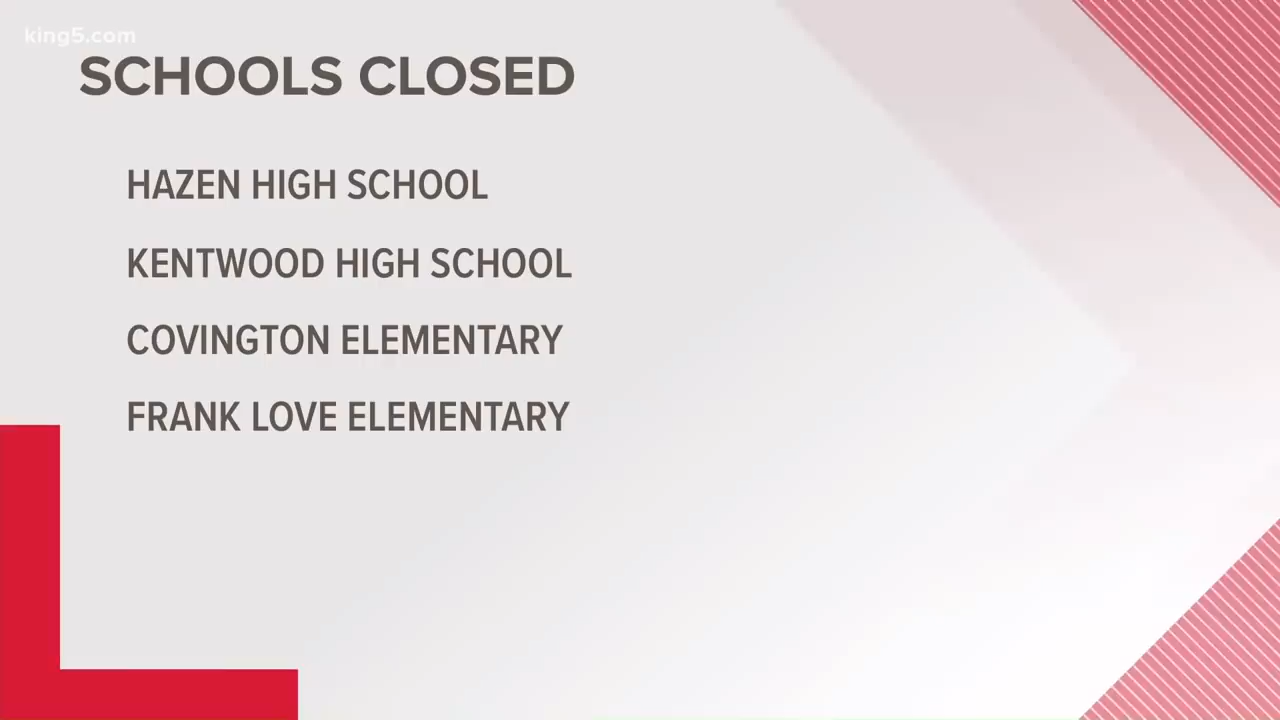 king5.com
SCHOOLS CLOSED
HAZEN HIGH SCHOOL
KENTWOOD HIGH SCHOOL
COVINGTON ELEMENTARY
FRANK LOVE ELEMENTARY